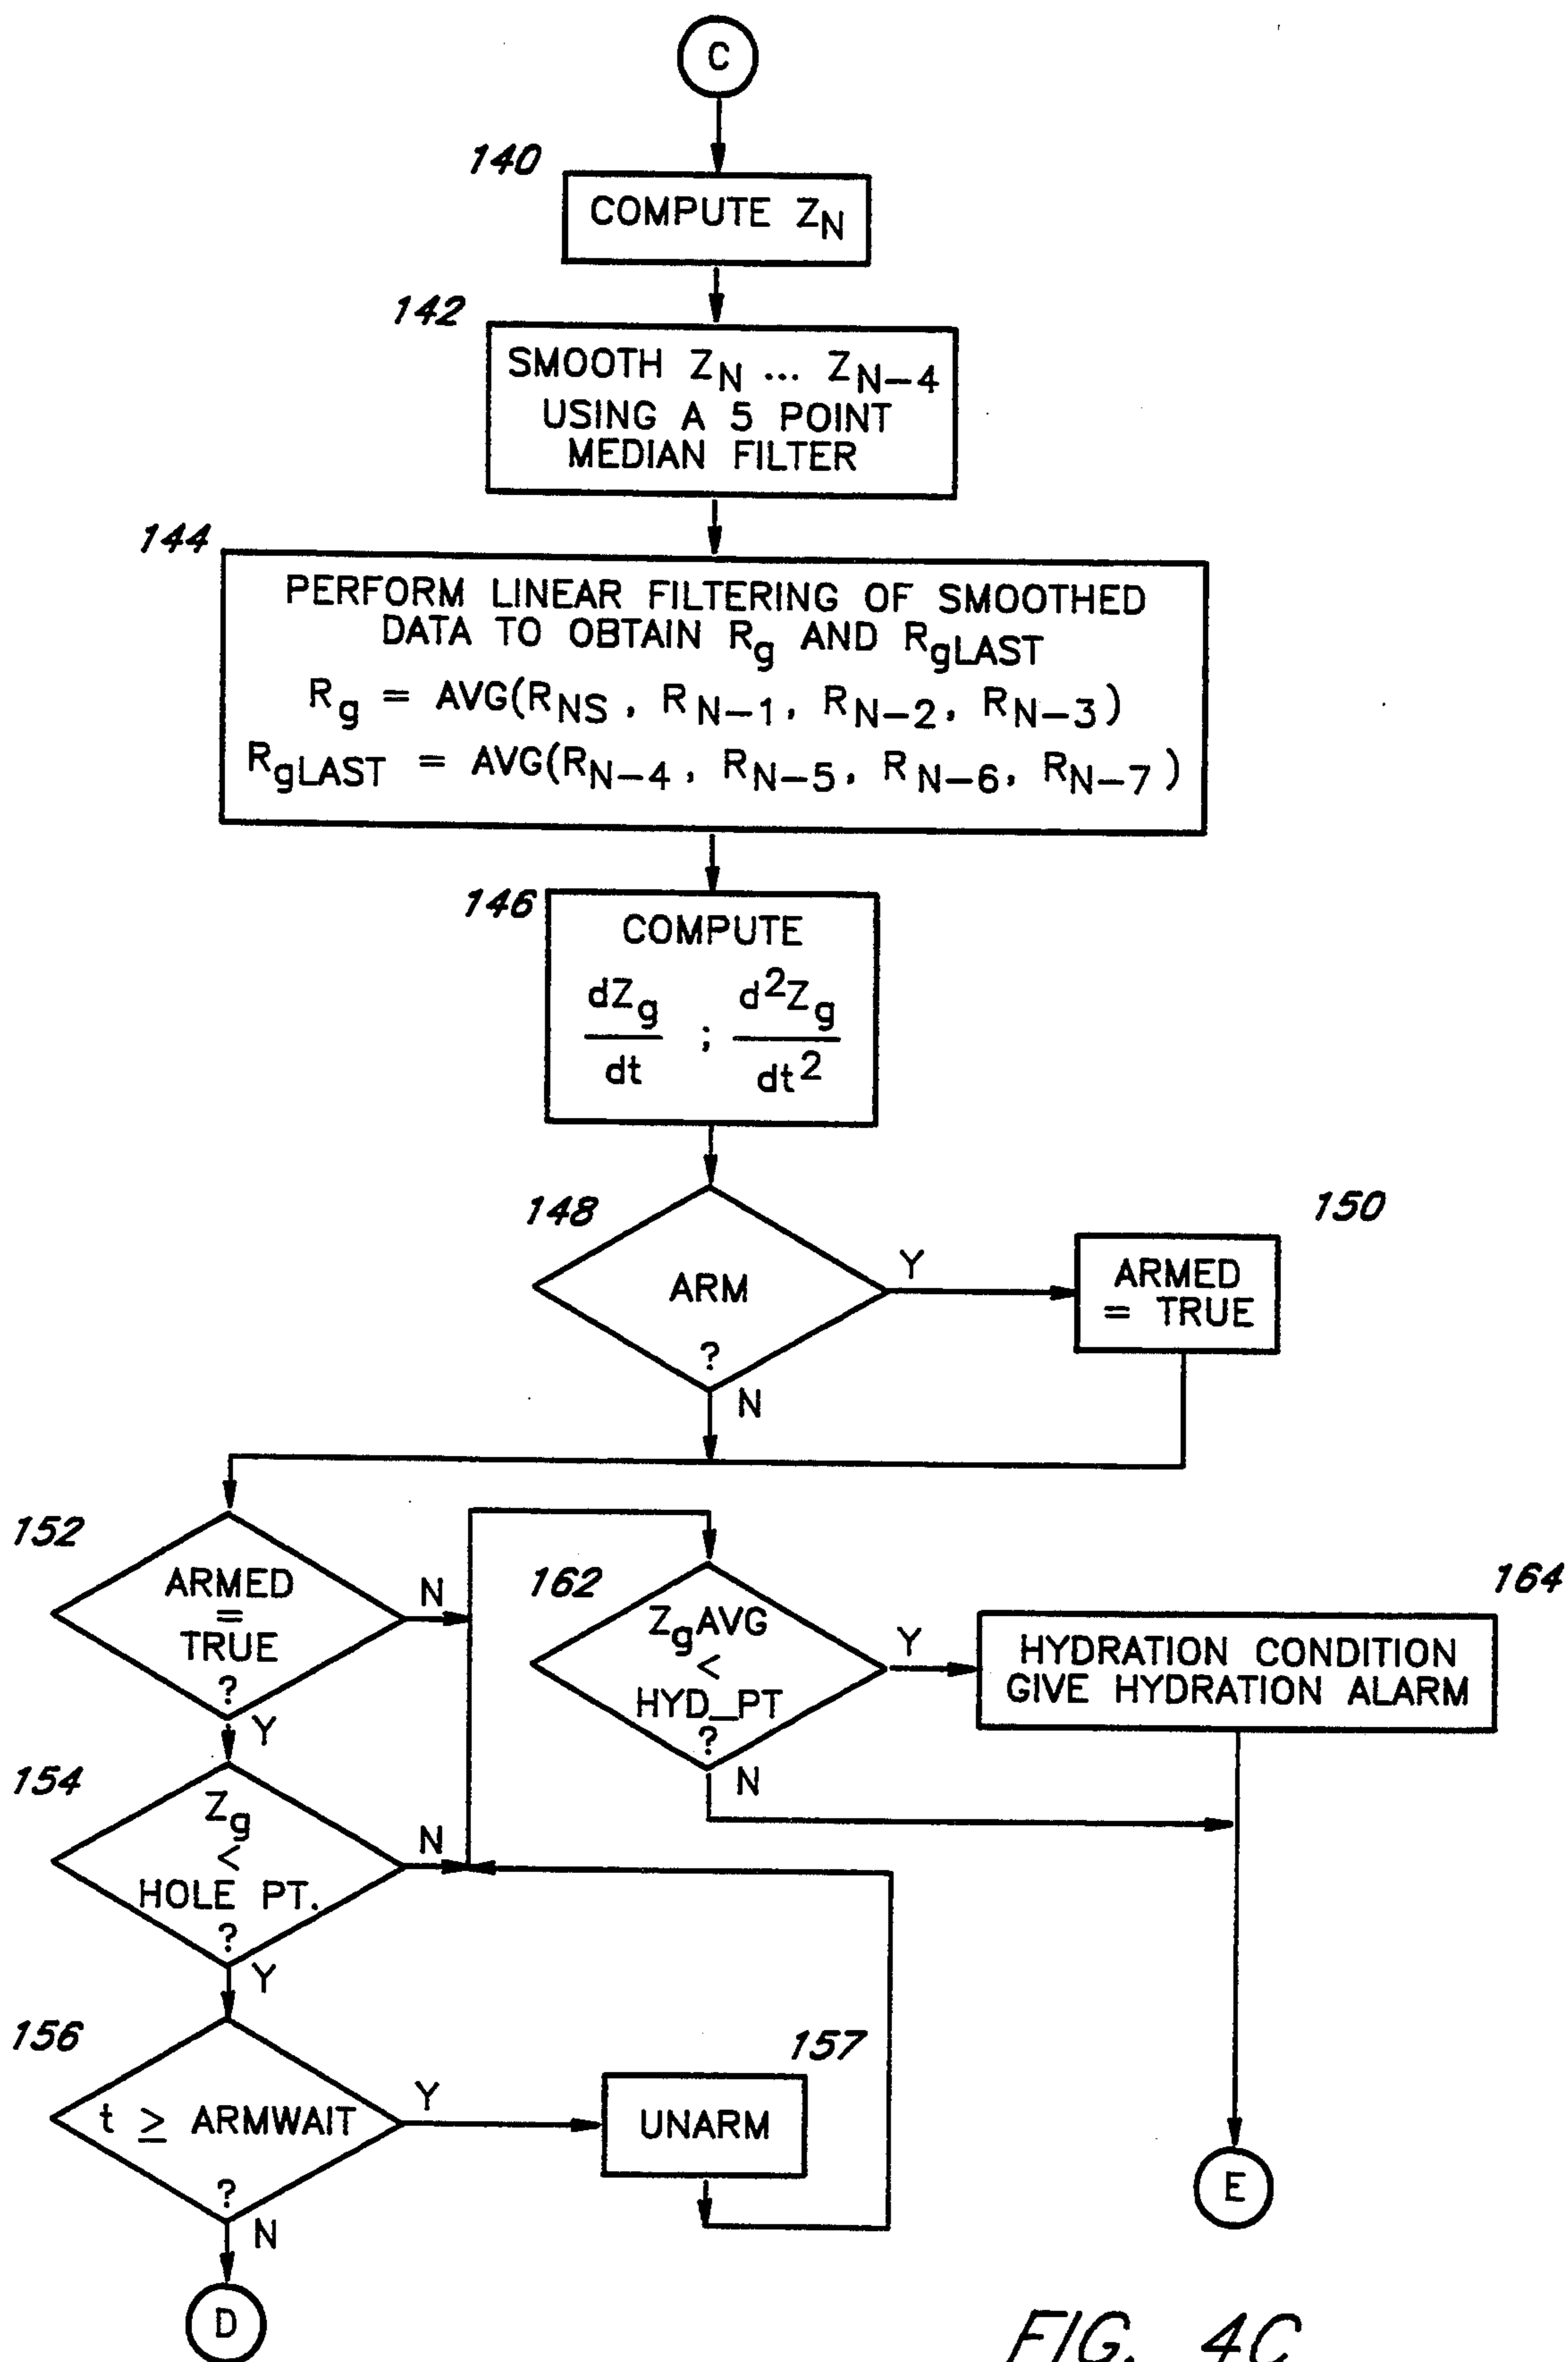 C
140
COMPUTE Z_N
142
SMOOTH Z_N ... Z_N-4
USING A 5 POINT
MEDIAN FILTER
144
PERFORM LINEAR FILTERING OF SMOOTHED
DATA TO OBTAIN R_g AND R_gLAST
R_g = AVG(R_NS, R_N-1, R_N-2, R_N-3)
R_gLAST = AVG(R_N-4, R_N-5, R_N-6, R_N-7)
146
COMPUTE
dZ_g/dt ; d²Z_g/dt²
148
ARM
?
Y
N
150
ARMED
= TRUE
152
ARMED
=
TRUE
?
N
Y
162
Z_gAVG
<
HYD_PT
?
Y
N
164
HYDRATION CONDITION
GIVE HYDRATION ALARM
154
Z_g
<
HOLE PT.
?
N
Y
156
t ≥ ARMWAIT
?
Y
N
157
UNARM
E
D
FIG. 4C